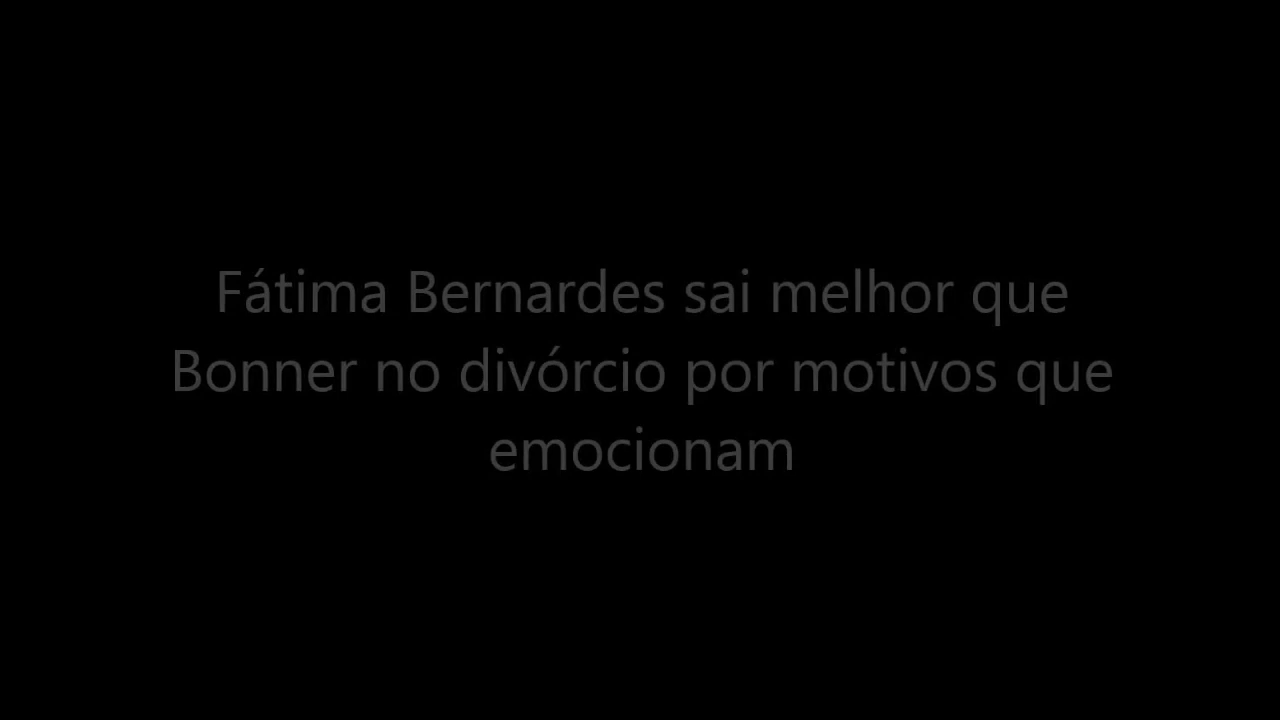 Fátima Bernardes sai melhor que
Bonner no divórcio por motivos que
emocionam